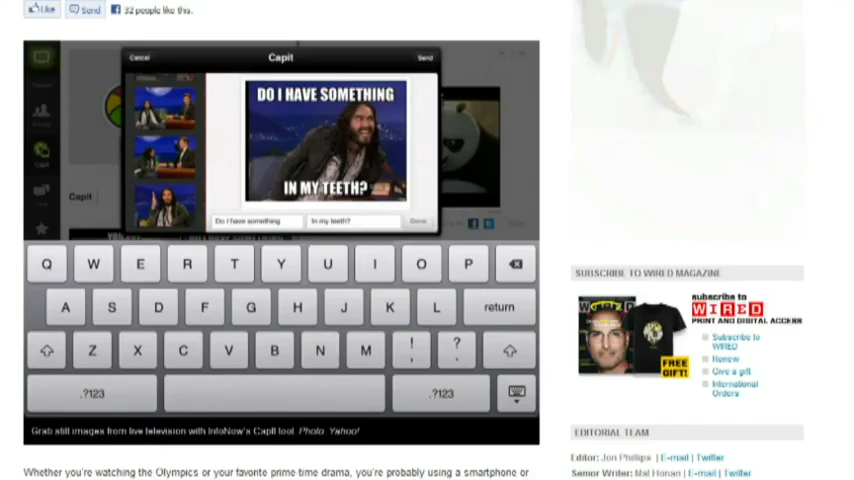 Like
Send
32 people like this.
Cancel
Capit
Send
DO I HAVE SOMETHING
IN MY TEETH?
Capit
Do I have something
In my teeth?
Done
Q W E R T Y U I O P
A S D F G H J K L return
Z X C V B N M ! , ? .
.?123
.?123
Grab still images from live television with IntoNow's CapIt tool Photo Yahoo!
Whether you're watching the Olympics or your favorite prime-time drama, you're probably using a smartphone or
SUBSCRIBE TO WIRED MAGAZINE
WIRED
FREE
GIFT!
subscribe to
WIRED
PRINT AND DIGITAL ACCESS
Subscribe to
WIRED
Renew
Give a gift
International
Orders
EDITORIAL TEAM
Editor: Jon Phillips | E-mail | Twitter
Senior Writer: Mat Honan | E-mail | Twitter